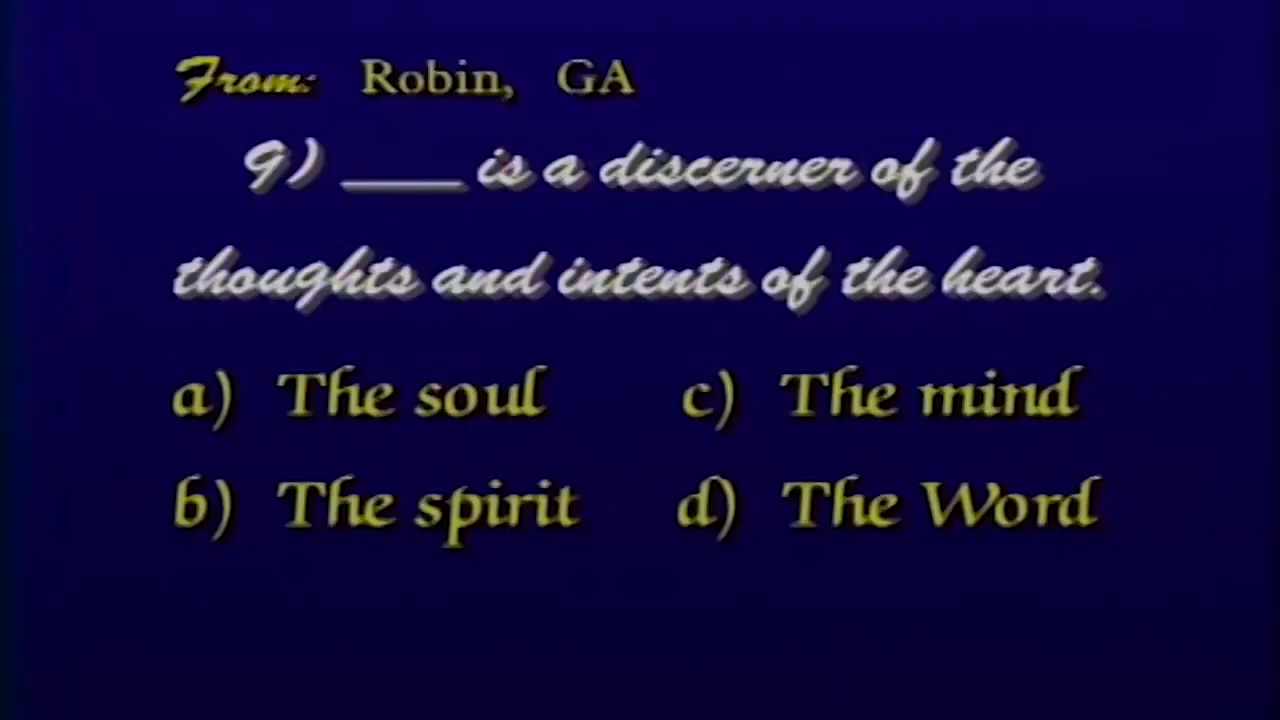 From: Robin, GA
9) ____ is a discerner of the
thoughts and intents of the heart.
a) The soul c) The mind
b) The spirit d) The Word